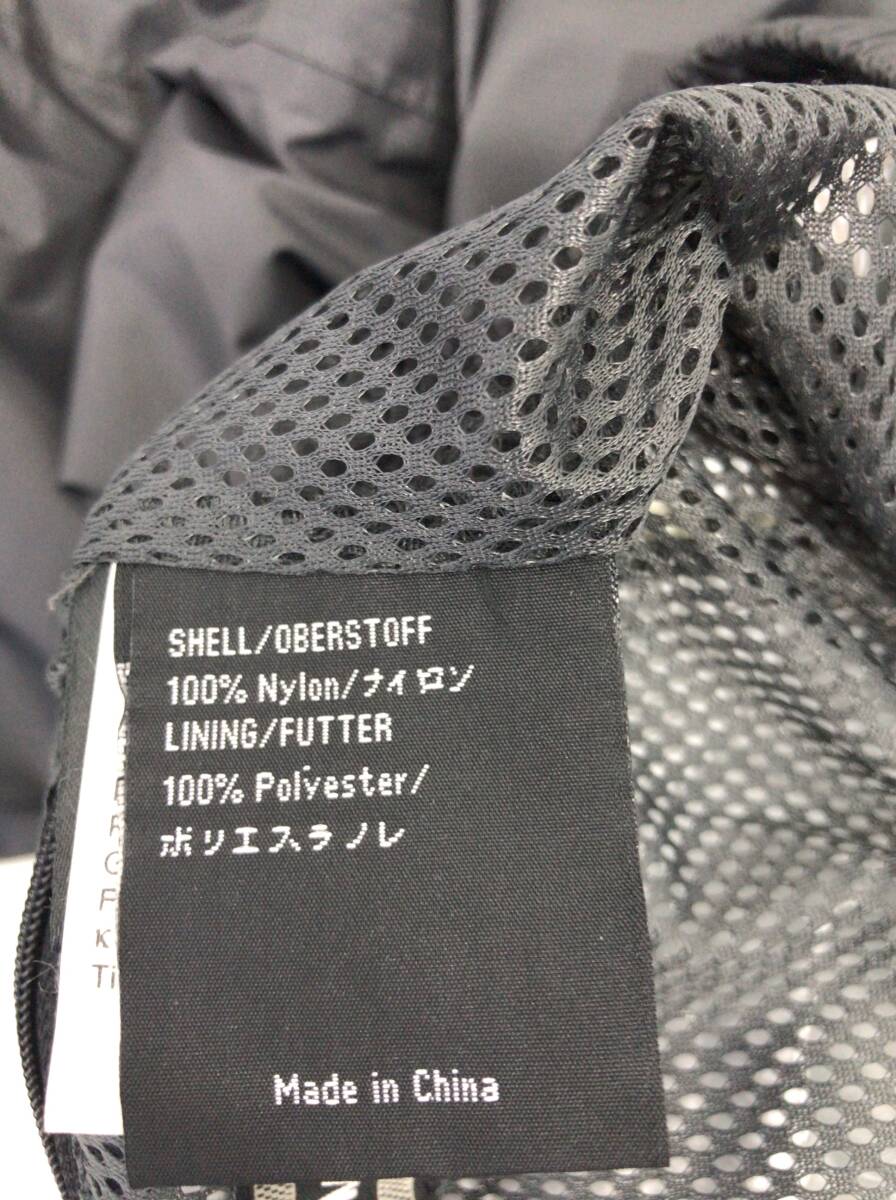 SHELL/OBERSTOFF
100% Nylon/ナイロン
LINING/FUTTER
100% Polyester/
ポリエスラノレ
Made in China
F
K
Ti